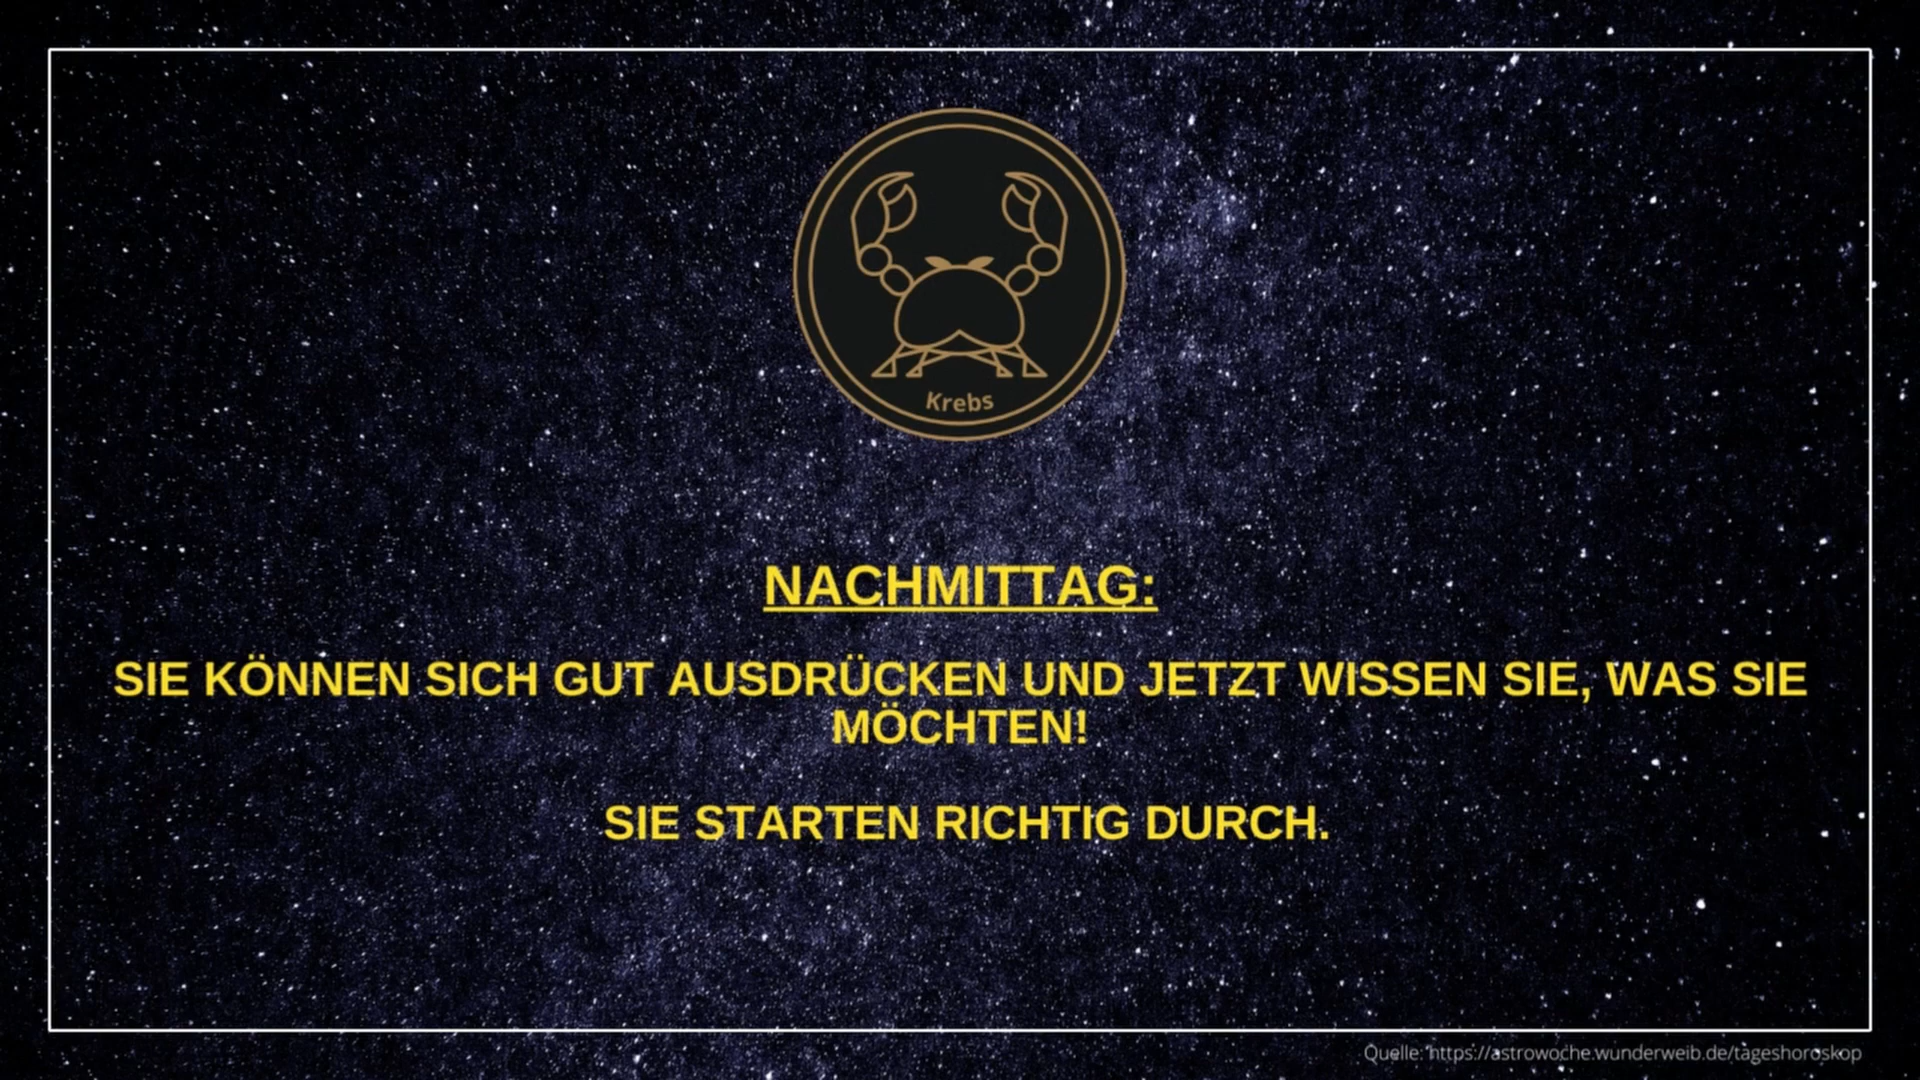 Krebs
NACHMITTAG:
SIE KÖNNEN SICH GUT AUSDRÜCKEN UND JETZT WISSEN SIE, WAS SIE
MÖCHTEN!
SIE STARTEN RICHTIG DURCH.
Quelle: https://astrowoche.wunderweib.de/tageshoroskop